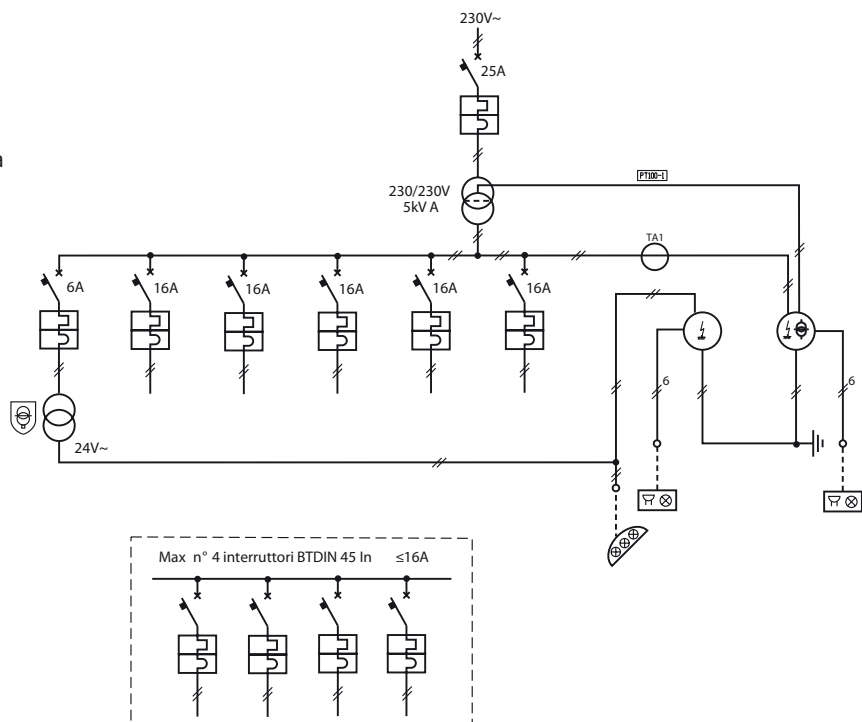 230V~
25A
a
230/230V
5kV A
PT100-1
TA1
6A
16A
16A
16A
16A
16A
6
6
24V~
Max n° 4 interruttori BTDIN 45 In ≤16A